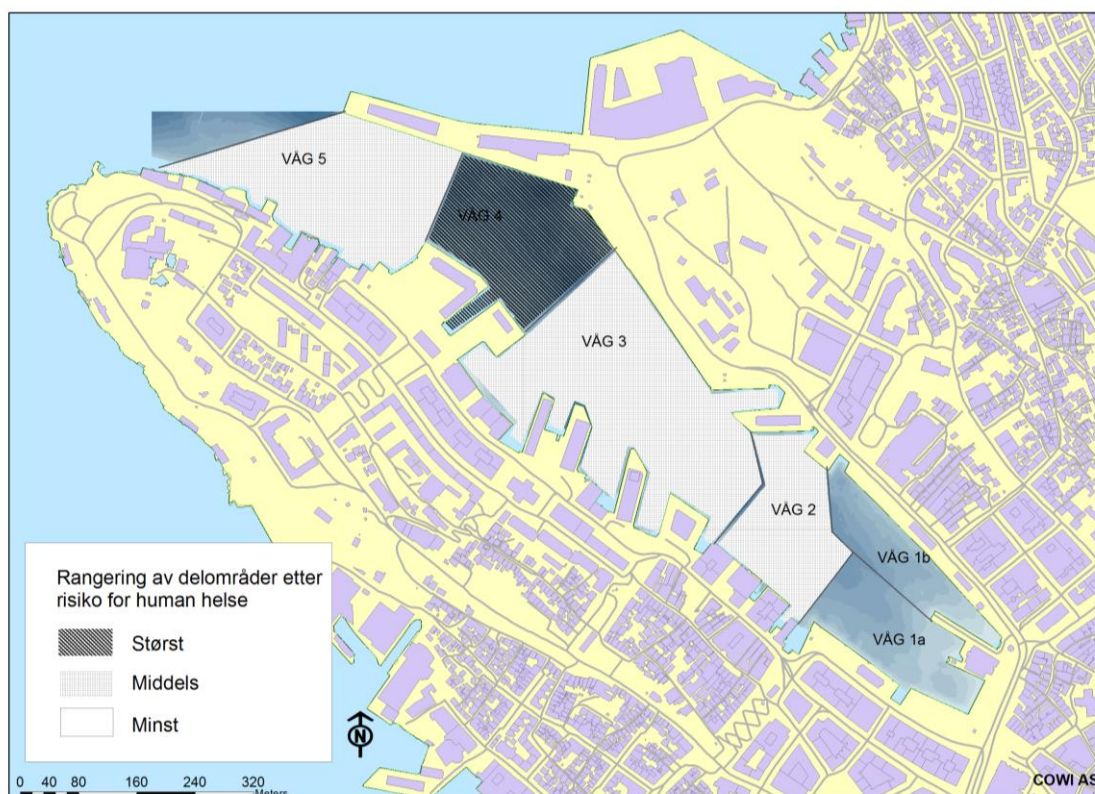 VÅG 5
VÅG 4
VÅG 3
VÅG 2
VÅG 1b
VÅG 1a
Rangering av delområder etter
risiko for human helse
Størst
Middels
Minst
N
0 40 80 160 240 320
Meters
COWI AS